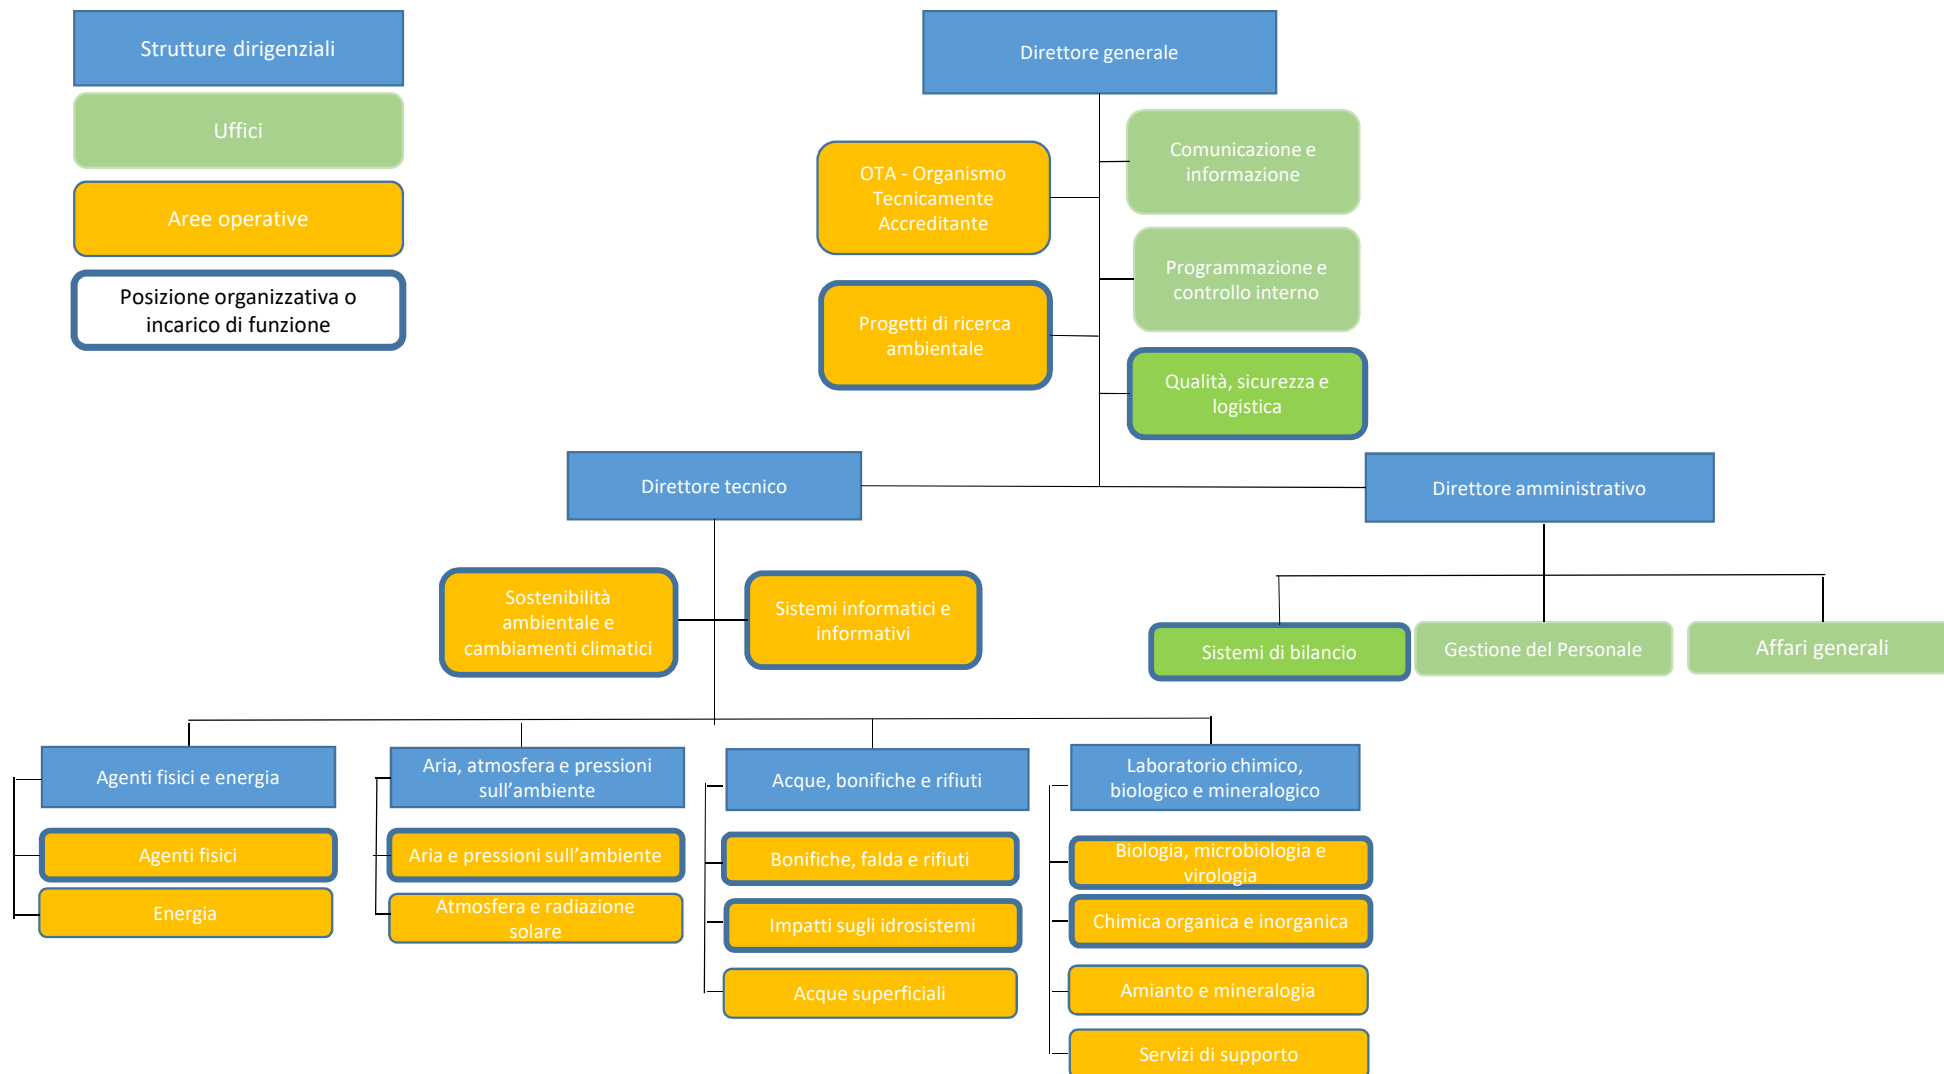 Strutture dirigenziali
Uffici
Aree operative
Posizione organizzativa o
incarico di funzione
Direttore generale
OTA - Organismo
Tecnicamente
Accreditante
Comunicazione e
informazione
Programmazione e
controllo interno
Progetti di ricerca
ambientale
Qualità, sicurezza e
logistica
Direttore tecnico
Direttore amministrativo
Sostenibilità
ambientale e
cambiamenti climatici
Sistemi informatici e
informativi
Sistemi di bilancio
Gestione del Personale
Affari generali
Agenti fisici e energia
Agenti fisici
Energia
Aria, atmosfera e pressioni
sull’ambiente
Aria e pressioni sull’ambiente
Atmosfera e radiazione
solare
Acque, bonifiche e rifiuti
Bonifiche, falda e rifiuti
Impatti sugli idrosistemi
Acque superficiali
Laboratorio chimico,
biologico e mineralogico
Biologia, microbiologia e
virologia
Chimica organica e inorganica
Amianto e mineralogia
Servizi di supporto